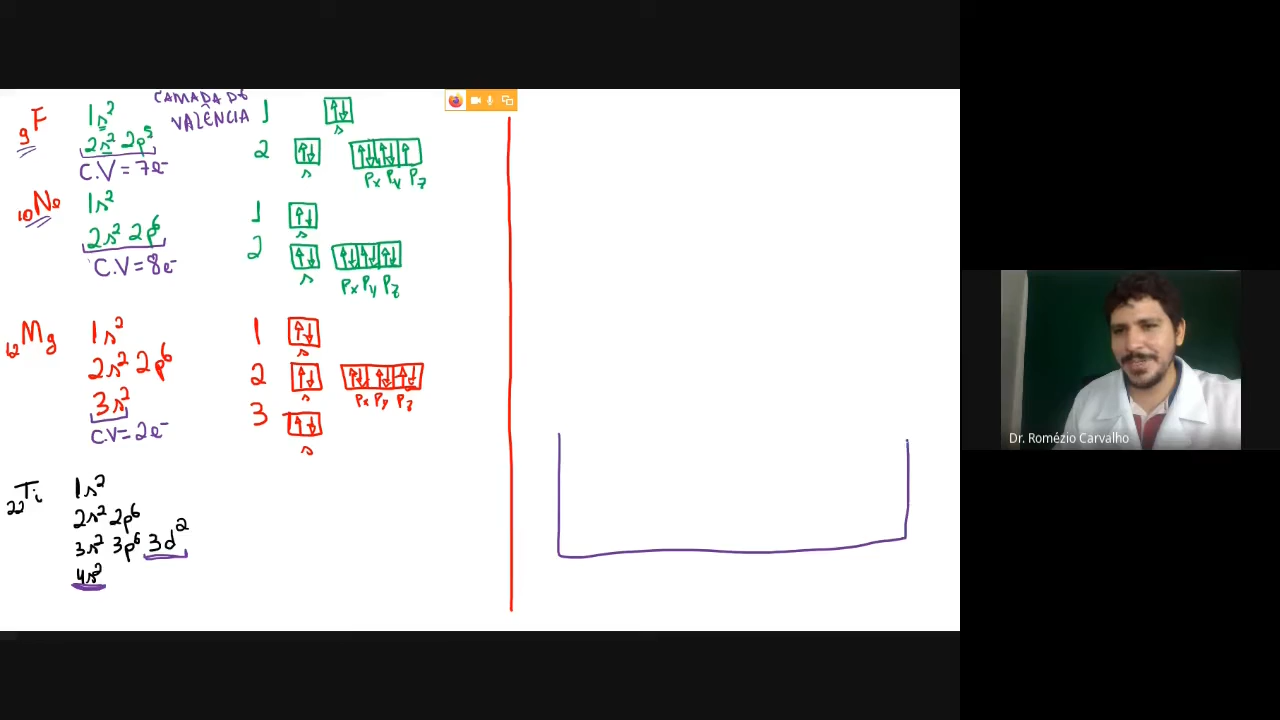 CAMADA DE
VALÊNCIA
₉F 1s² 1 ↑↓
s
2s² 2p⁵ 2 ↑↓ ↑↓ ↑↓ ↑
s Px Py Pz
C.V = 7e⁻
₁₀Ne 1s² 1 ↑↓
s
2s² 2p⁶ 2 ↑↓ ↑↓ ↑↓ ↑↓
s Px Py Pz
C.V = 8e⁻
₁₂Mg 1s² 1 ↑↓
s
2s² 2p⁶ 2 ↑↓ ↑↓ ↑↓ ↑↓
s Px Py Pz
3s² 3 ↑↓
s
C.V = 2e⁻
₂₂Ti 1s²
2s² 2p⁶
3s² 3p⁶ 3d²
4s²
Dr. Romézio Carvalho